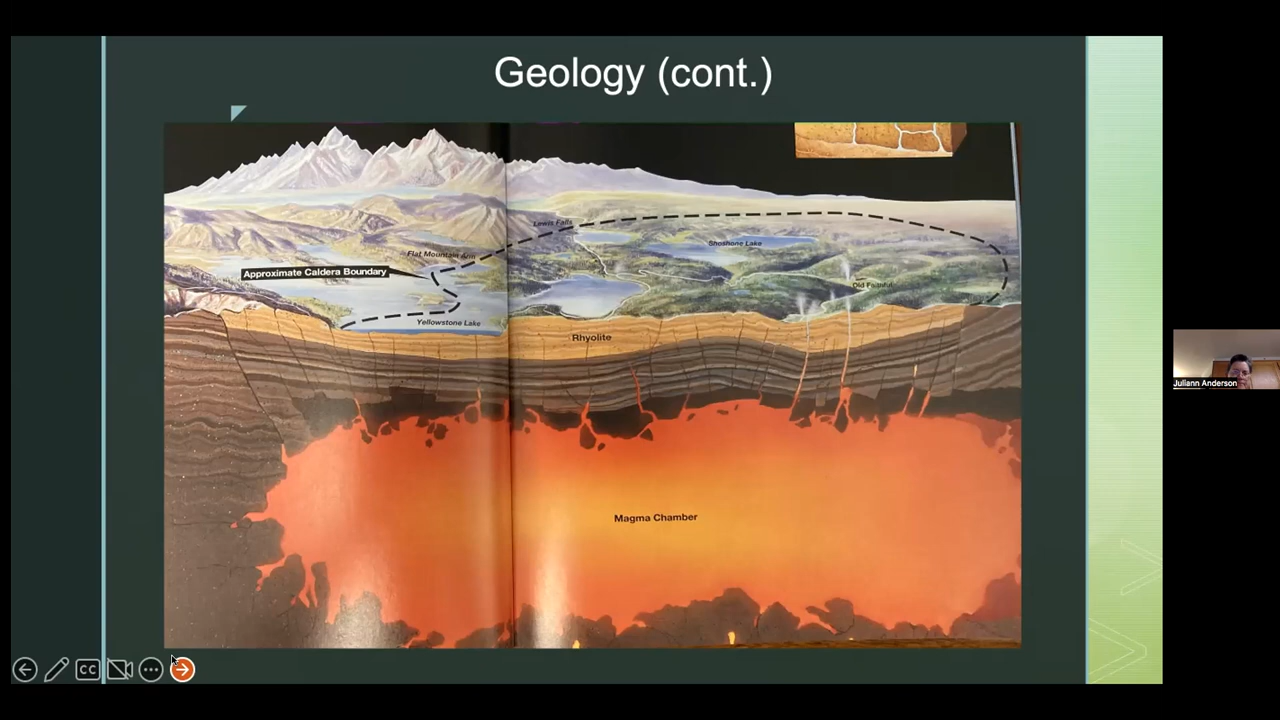 Geology (cont.)
Lewis Falls
Shoshone Lake
Flat Mountain Arm
Approximate Caldera Boundary
Old Faithful
Yellowstone Lake
Rhyolite
Juliann Anderson
Magma Chamber
CC